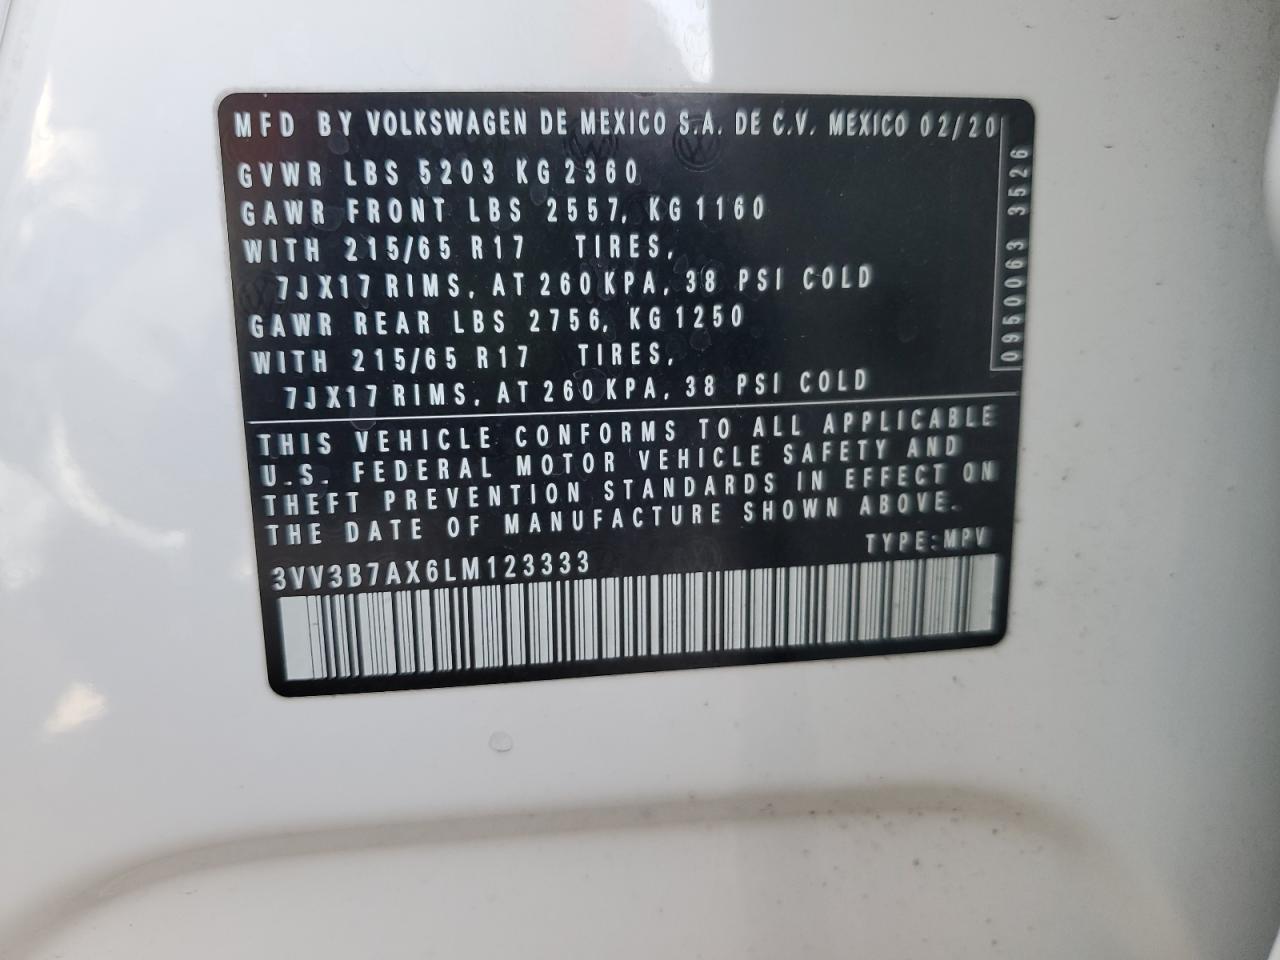 MFD BY VOLKSWAGEN DE MEXICO S.A. DE C.V. MEXICO 02/20
GVWR LBS 5203 KG 2360
GAWR FRONT LBS 2557, KG 1160
WITH 215/65 R17 TIRES,
7JX17 RIMS, AT 260 KPA, 38 PSI COLD
GAWR REAR LBS 2756, KG 1250
WITH 215/65 R17 TIRES,
7JX17 RIMS, AT 260 KPA, 38 PSI COLD
0950063 3526
THIS VEHICLE CONFORMS TO ALL APPLICABLE
U.S. FEDERAL MOTOR VEHICLE SAFETY AND
THEFT PREVENTION STANDARDS IN EFFECT ON
THE DATE OF MANUFACTURE SHOWN ABOVE.
TYPE: MPV
3VV3B7AX6LM123333